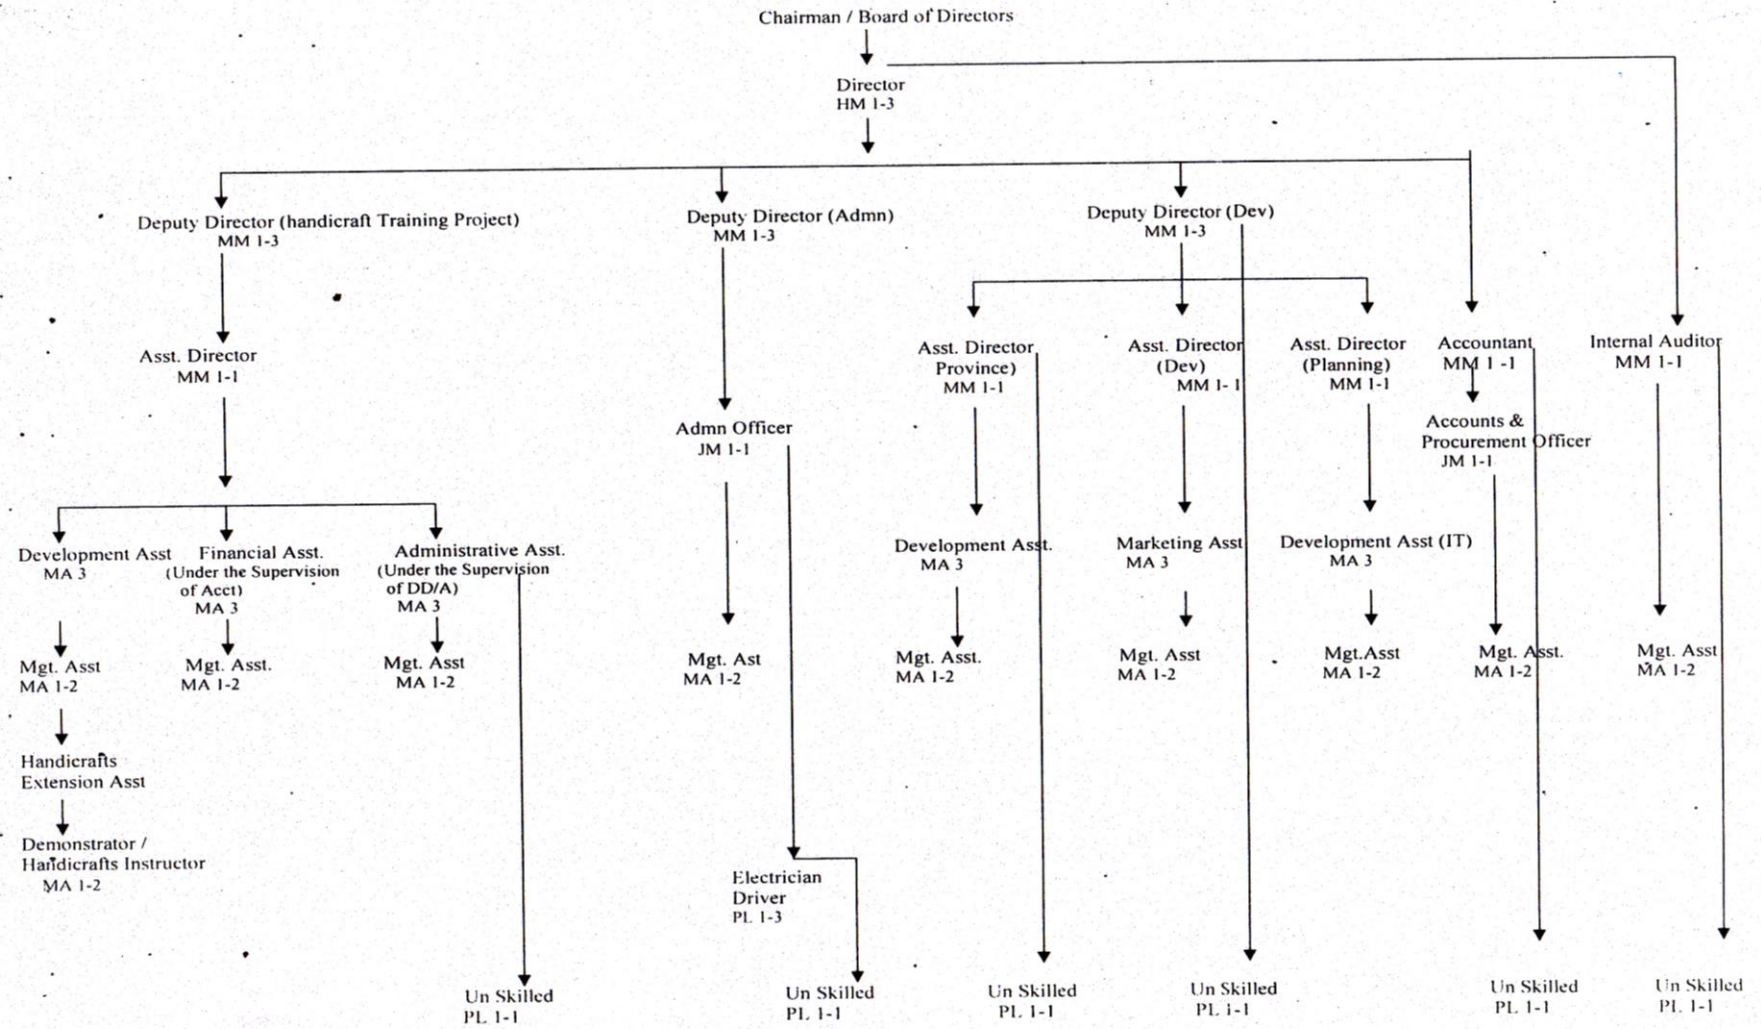 Chairman / Board of Directors
Director
HM 1-3
Deputy Director (handicraft Training Project)
MM 1-3
Deputy Director (Admn)
MM 1-3
Deputy Director (Dev)
MM 1-3
Asst. Director
MM 1-1
Admn Officer
JM 1-1
Asst. Director
Province)
MM 1-1
Asst. Director
(Dev)
MM 1- 1
Asst. Director
(Planning)
MM 1-1
Accountant
MM 1 -1
Accounts &
Procurement Officer
JM 1-1
Internal Auditor
MM 1-1
Development Asst
MA 3
Financial Asst.
(Under the Supervision
of Acct)
MA 3
Administrative Asst.
(Under the Supervision
of DD/A)
MA 3
Development Asst.
MA 3
Marketing Asst
MA 3
Development Asst (IT)
MA 3
Mgt. Asst
MA 1-2
Mgt. Asst.
MA 1-2
Mgt. Asst
MA 1-2
Mgt. Ast
MA 1-2
Mgt. Asst.
MA 1-2
Mgt. Asst
MA 1-2
Mgt.Asst
MA 1-2
Mgt. Asst.
MA 1-2
Mgt. Asst
MA 1-2
Handicrafts
Extension Asst
Demonstrator /
Handicrafts Instructor
MA 1-2
Electrician
Driver
PL 1-3
Un Skilled
PL 1-1
Un Skilled
PL 1-1
Un Skilled
PL 1-1
Un Skilled
PL 1-1
Un Skilled
PL 1-1
Un Skilled
PL 1-1